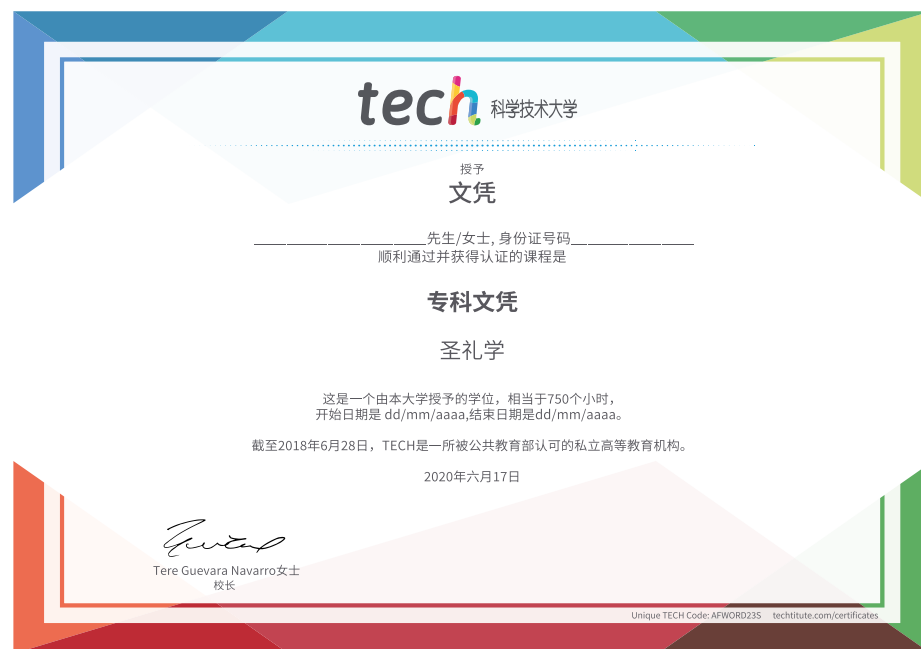 tech 科学技术大学
授予
文凭
________________________先生/女士, 身份证号码_________________
顺利通过并获得认证的课程是
专科文凭
圣礼学
这是一个由本大学授予的学位，相当于750个小时，
开始日期是 dd/mm/aaaa,结束日期是dd/mm/aaaa。
截至2018年6月28日，TECH是一所被公共教育部认可的私立高等教育机构。
2020年六月17日
Tere Guevara Navarro女士
校长
Unique TECH Code: AFWORD23S techtitute.com/certificates